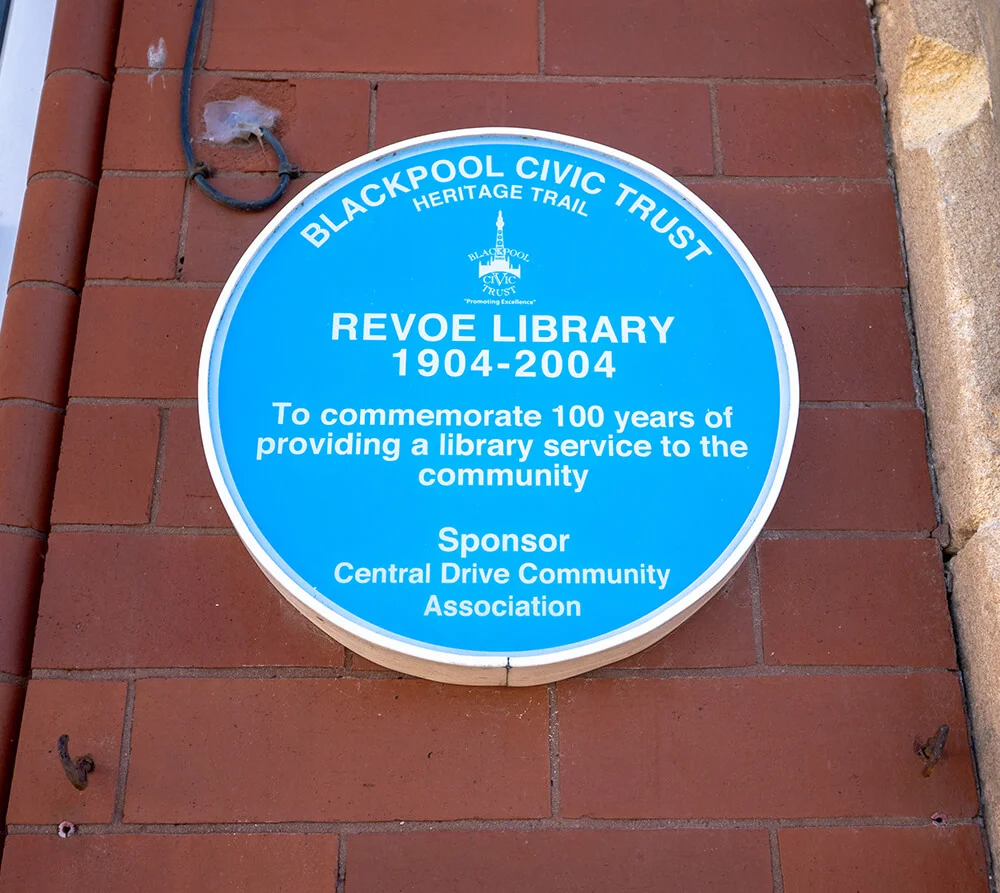 BLACKPOOL CIVIC TRUST
HERITAGE TRAIL
BLACKPOOL
CIVIC
TRUST
"Promoting Excellence"
REVOE LIBRARY
1904-2004
To commemorate 100 years of
providing a library service to the
community
Sponsor
Central Drive Community
Association